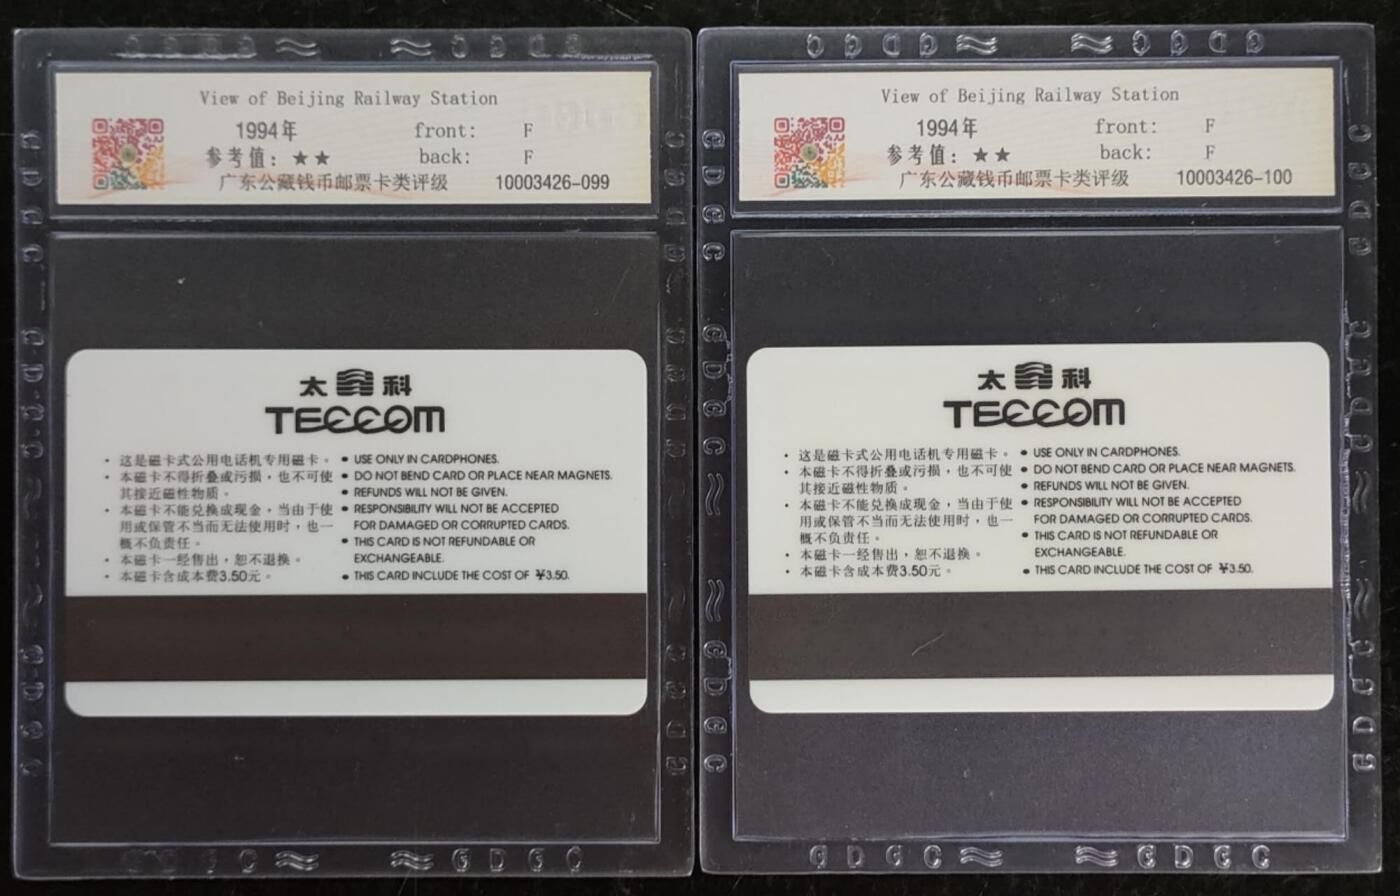 View of Beijing Railway Station
1994年 front: F
参考值：★★ back: F
广东公藏钱币邮票卡类评级 10003426-099
太 科
TECCOM
· 这是磁卡式公用电话机专用磁卡。
· 本磁卡不得折叠或污损，也不可使
其接近磁性物质。
· 本磁卡不能兑换成现金，当由于使
用或保管不当而无法使用时，也一
概不负责任。
· 本磁卡一经售出，恕不退换。
· 本磁卡含成本费3.50元。
● USE ONLY IN CARDPHONES.
● DO NOT BEND CARD OR PLACE NEAR MAGNETS.
● REFUNDS WILL NOT BE GIVEN.
● RESPONSIBILITY WILL NOT BE ACCEPTED
FOR DAMAGED OR CORRUPTED CARDS.
● THIS CARD IS NOT REFUNDABLE OR
EXCHANGEABLE.
● THIS CARD INCLUDE THE COST OF ¥3.50.
View of Beijing Railway Station
1994年 front: F
参考值：★★ back: F
广东公藏钱币邮票卡类评级 10003426-100
太 科
TECCOM
· 这是磁卡式公用电话机专用磁卡。
· 本磁卡不得折叠或污损，也不可使
其接近磁性物质。
· 本磁卡不能兑换成现金，当由于使
用或保管不当而无法使用时，也一
概不负责任。
· 本磁卡一经售出，恕不退换。
· 本磁卡含成本费3.50元。
● USE ONLY IN CARDPHONES.
● DO NOT BEND CARD OR PLACE NEAR MAGNETS.
● REFUNDS WILL NOT BE GIVEN.
● RESPONSIBILITY WILL NOT BE ACCEPTED
FOR DAMAGED OR CORRUPTED CARDS.
● THIS CARD IS NOT REFUNDABLE OR
EXCHANGEABLE.
● THIS CARD INCLUDE THE COST OF ¥3.50.